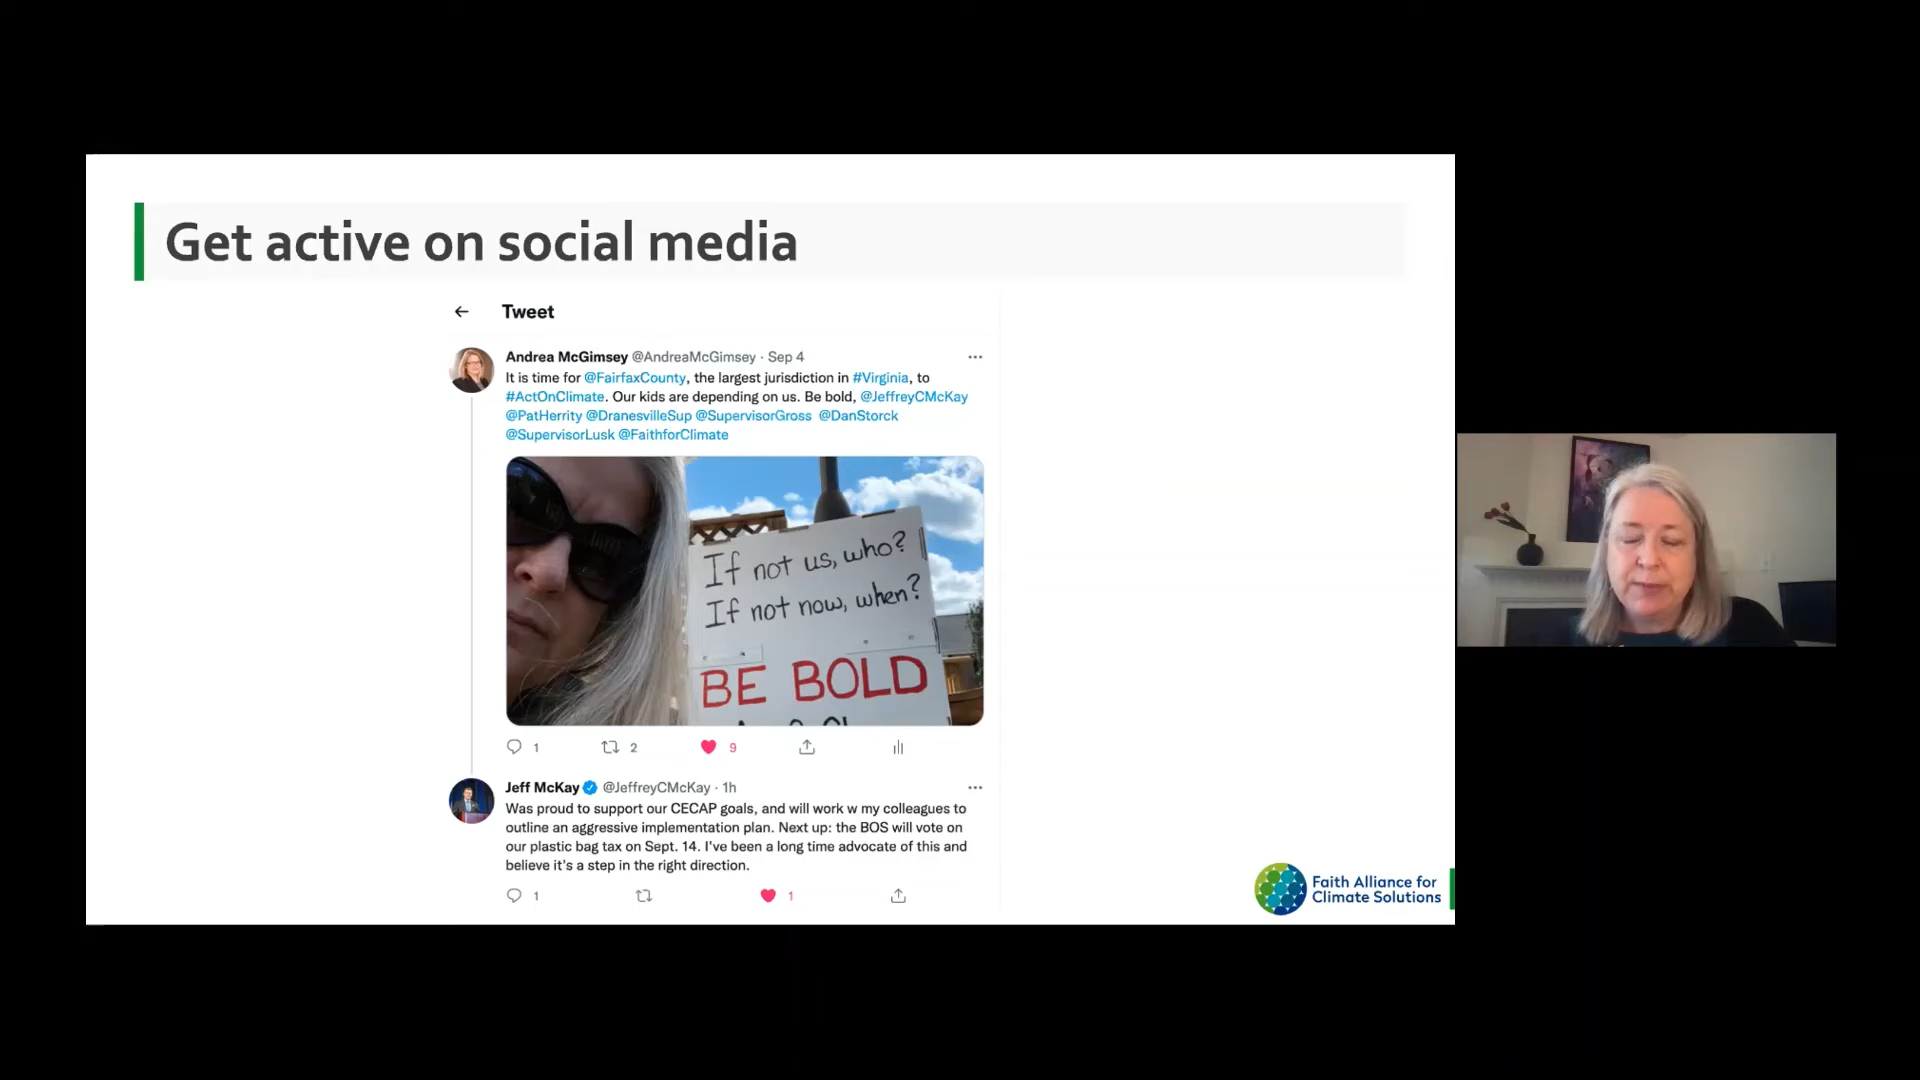 Get active on social media
← Tweet
Andrea McGimsey @AndreaMcGimsey · Sep 4
It is time for @FairfaxCounty, the largest jurisdiction in #Virginia, to
#ActOnClimate. Our kids are depending on us. Be bold, @JeffreyCMcKay
@PatHerrity @DranesvilleSup @SupervisorGross @DanStorck
@SupervisorLusk @FaithforClimate
If not us, who?
If not now, when?
BE BOLD
1 2 9
Jeff McKay @JeffreyCMcKay · 1h
Was proud to support our CECAP goals, and will work w my colleagues to
outline an aggressive implementation plan. Next up: the BOS will vote on
our plastic bag tax on Sept. 14. I've been a long time advocate of this and
believe it's a step in the right direction.
1 1
Faith Alliance for
Climate Solutions